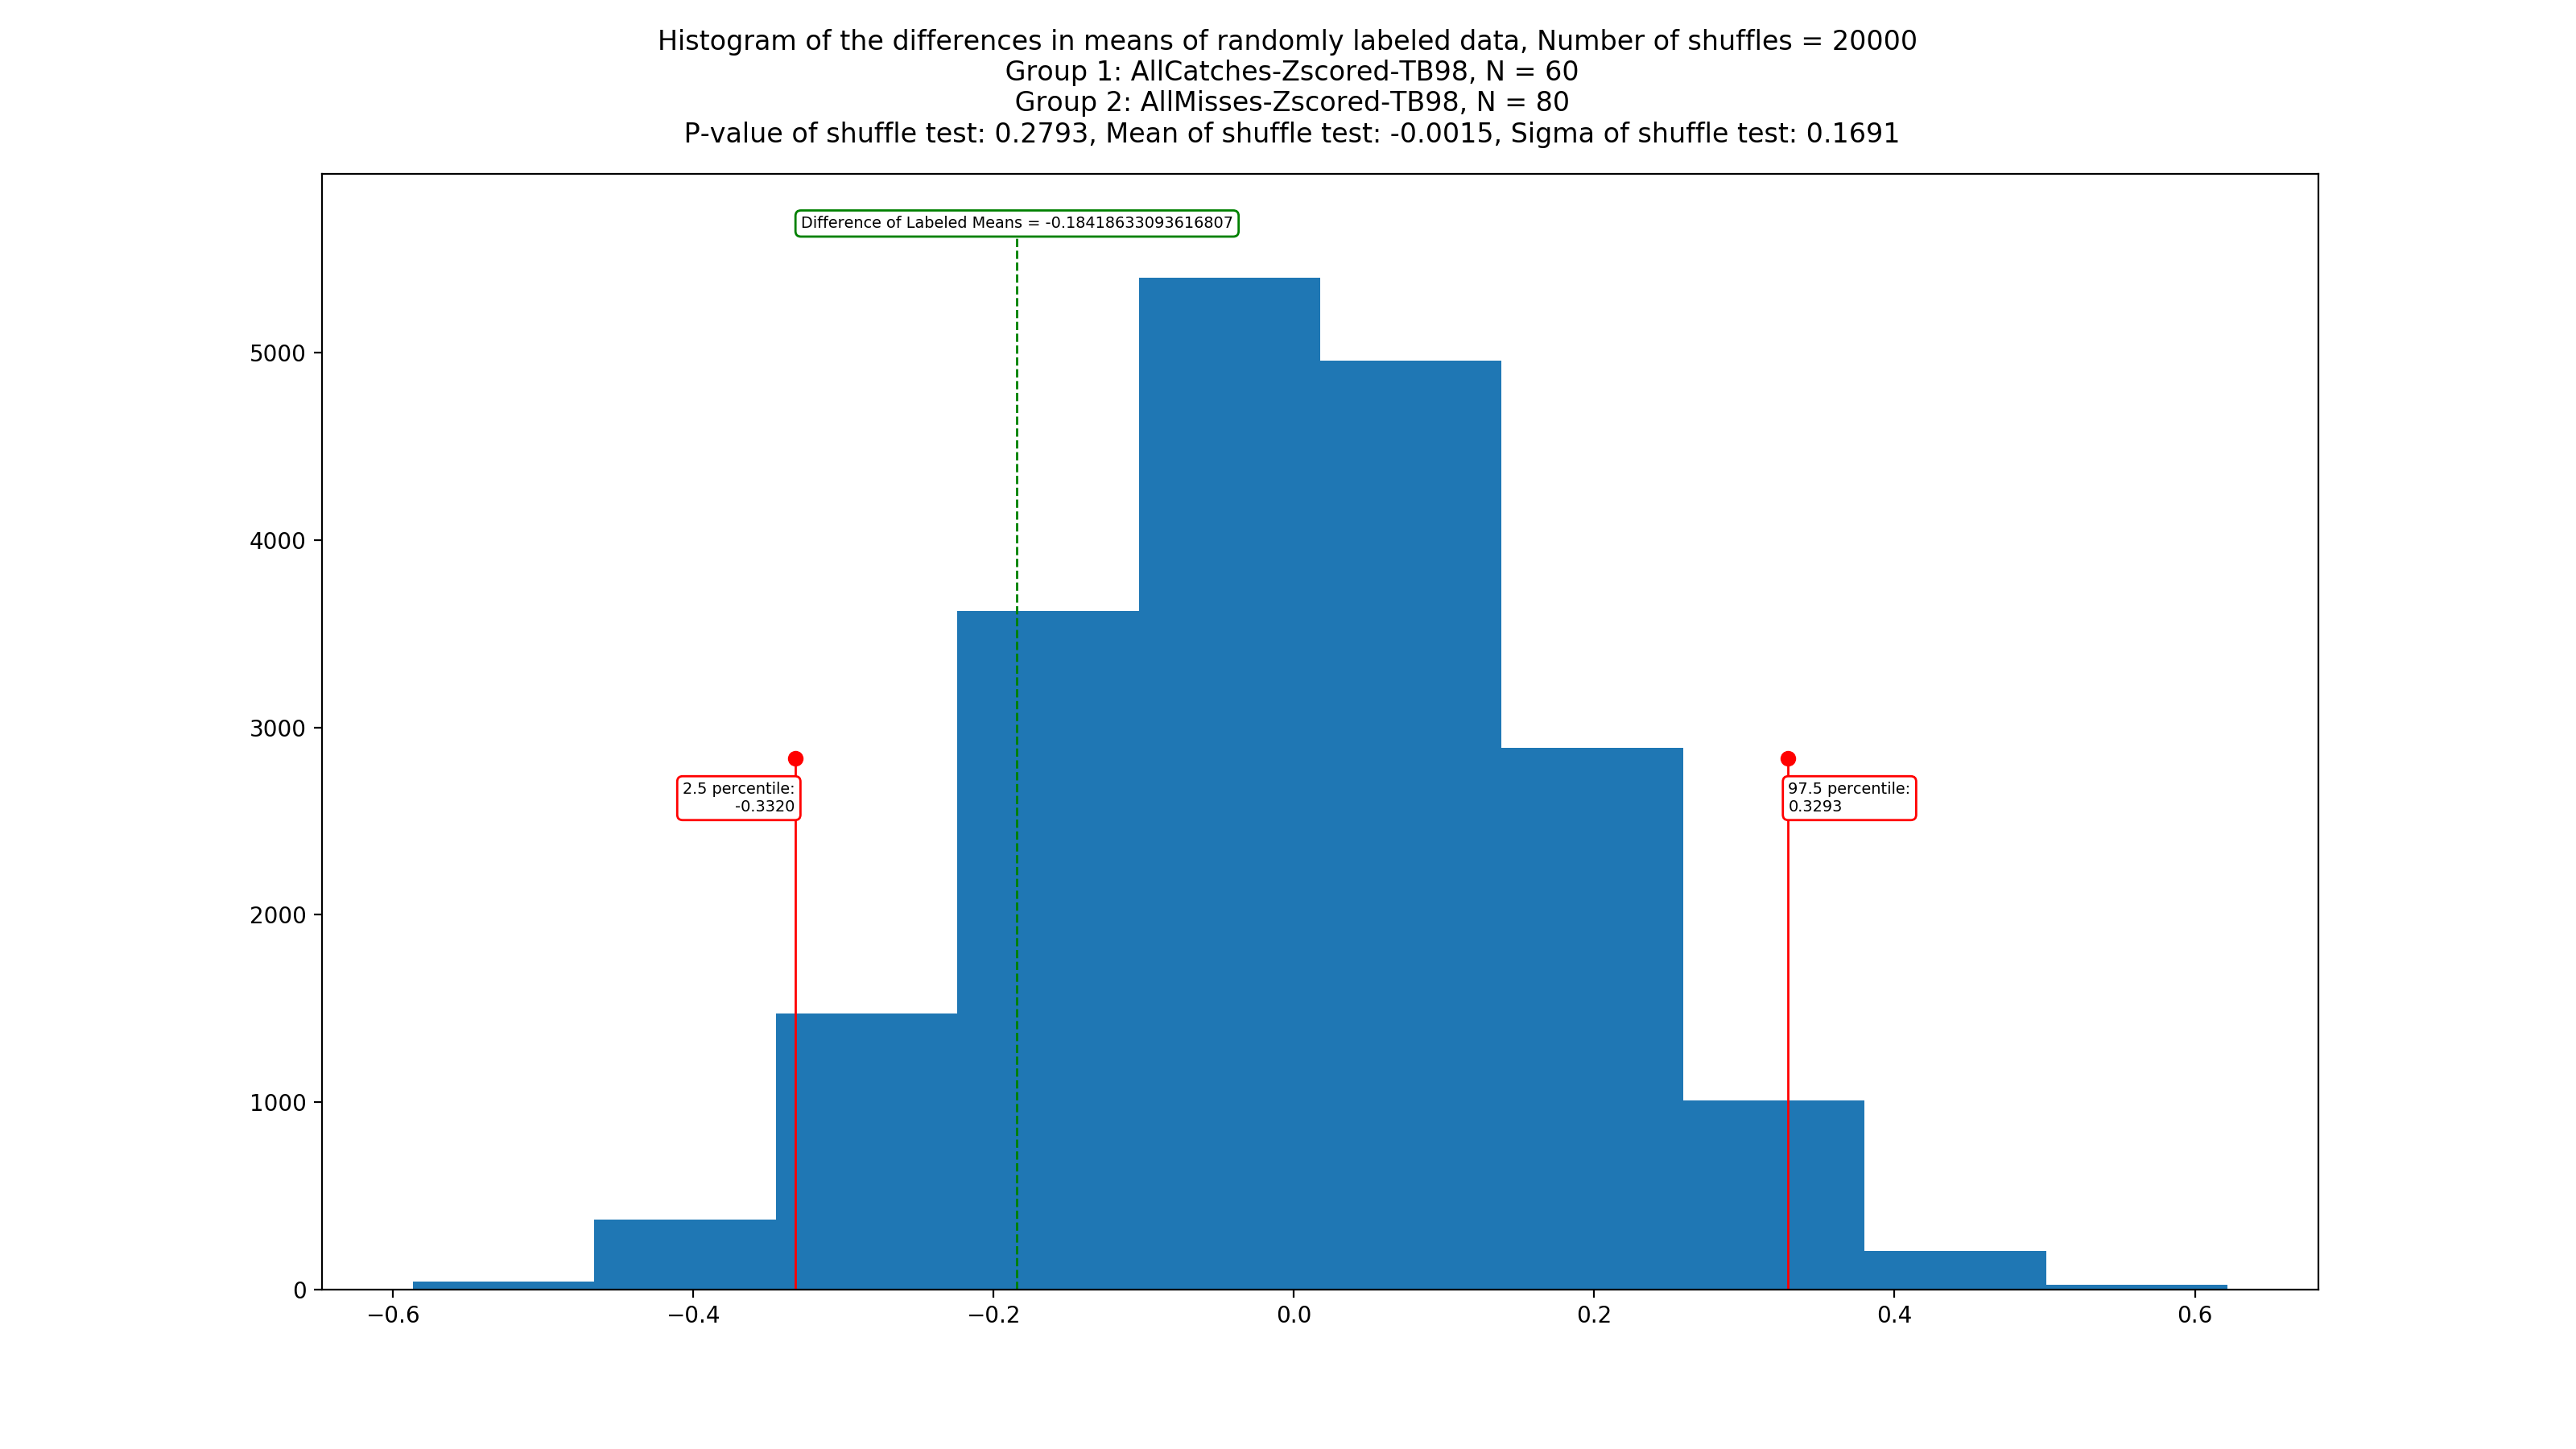 Histogram of the differences in means of randomly labeled data, Number of shuffles = 20000
Group 1: AllCatches-Zscored-TB98, N = 60
Group 2: AllMisses-Zscored-TB98, N = 80
P-value of shuffle test: 0.2793, Mean of shuffle test: -0.0015, Sigma of shuffle test: 0.1691
Difference of Labeled Means = -0.18418633093616807
5000
4000
3000
2.5 percentile:
-0.3320
97.5 percentile:
0.3293
2000
1000
0
−0.6
−0.4
−0.2
0.0
0.2
0.4
0.6